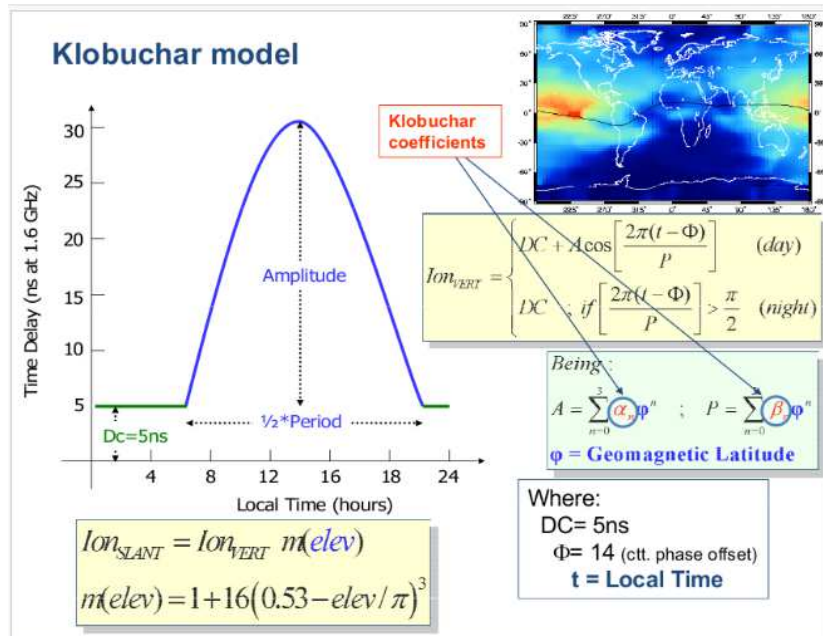 Klobuchar model
Klobuchar
coefficients
Time Delay (ns at 1.6 GHz)
30
25
20
15
10
5
Amplitude
½*Period
Dc=5ns
4 8 12 16 20 24
Local Time (hours)
Ion_VERT = { DC + A cos [ 2π(t − Φ) / P ] (day)
DC ; if [ 2π(t − Φ) / P ] > π / 2 (night)
Being :
A = ∑_{n=0}^{3} α_n φ^n ; P = ∑_{n=0}^{3} β_n φ^n
φ = Geomagnetic Latitude
Where:
DC= 5ns
Φ= 14 (ctt. phase offset)
t = Local Time
Ion_SLANT = Ion_VERT m(elev)
m(elev) = 1+16(0.53−elev/π)^3